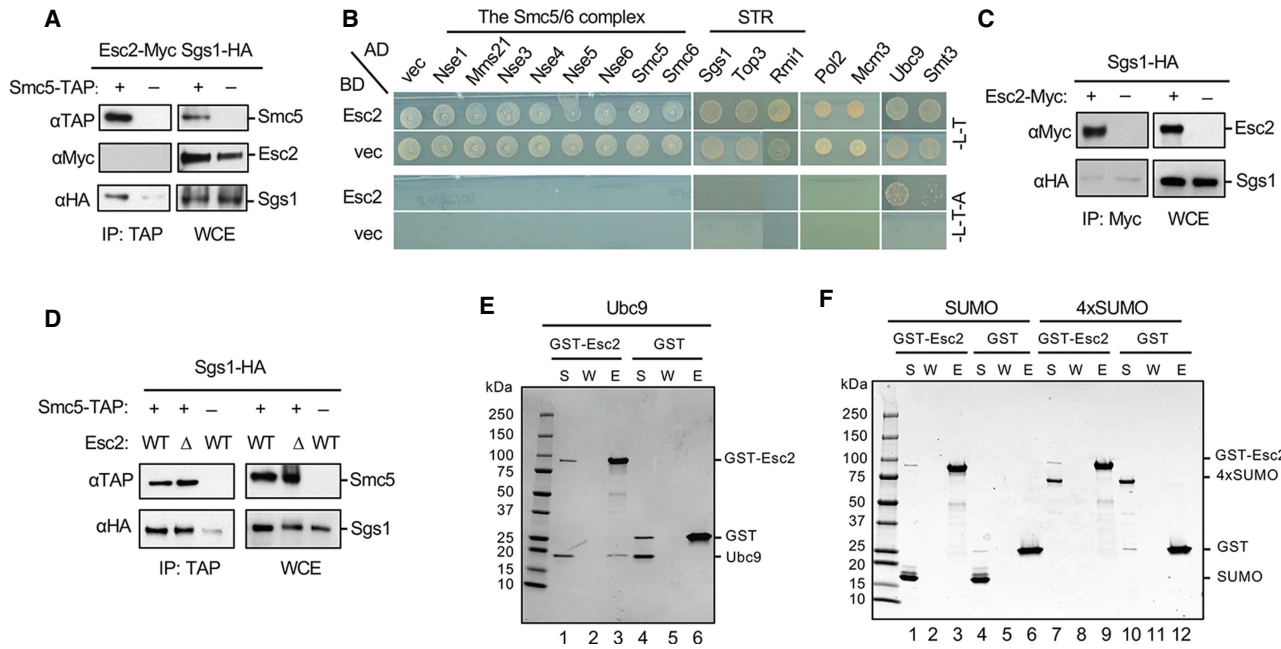 A
Esc2-Myc Sgs1-HA
Smc5-TAP: + − + −
αTAP Smc5
αMyc Esc2
αHA Sgs1
IP: TAP WCE
B
The Smc5/6 complex STR
AD
BD
vec Nse1 Mms21 Nse3 Nse4 Nse5 Nse6 Smc5 Smc6 Sgs1 Top3 Rmi1 Pol2 Mcm3 Ubc9 Smt3
Esc2
vec
-L-T
Esc2
vec
-L-T-A
C
Sgs1-HA
Esc2-Myc: + − + −
αMyc Esc2
αHA Sgs1
IP: Myc WCE
D
Sgs1-HA
Smc5-TAP: + + − + + −
Esc2: WT Δ WT WT Δ WT
αTAP Smc5
αHA Sgs1
IP: TAP WCE
E
Ubc9
GST-Esc2 GST
S W E S W E
kDa
250
150
100
75
50
37
25
20
15
10
GST-Esc2
GST
Ubc9
1 2 3 4 5 6
F
SUMO 4xSUMO
GST-Esc2 GST GST-Esc2 GST
S W E S W E S W E S W E
kDa
250
150
100
75
50
37
25
20
15
10
GST-Esc2
4xSUMO
GST
SUMO
1 2 3 4 5 6 7 8 9 10 11 12